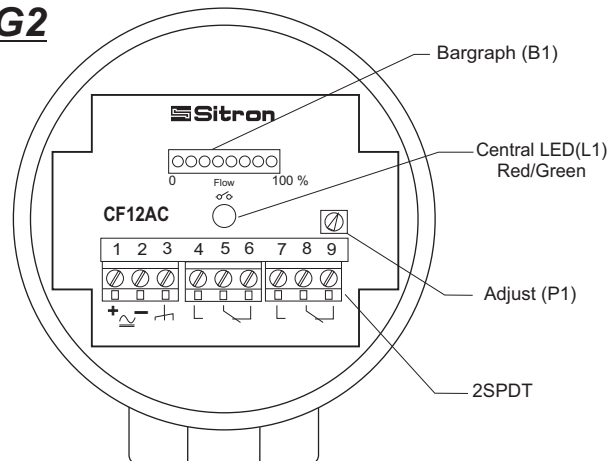 G2
Bargraph (B1)
Sitron
Central LED(L1)
Red/Green
0 Flow 100 %
CF12AC
1 2 3 4 5 6 7 8 9
Adjust (P1)
+ −
2SPDT